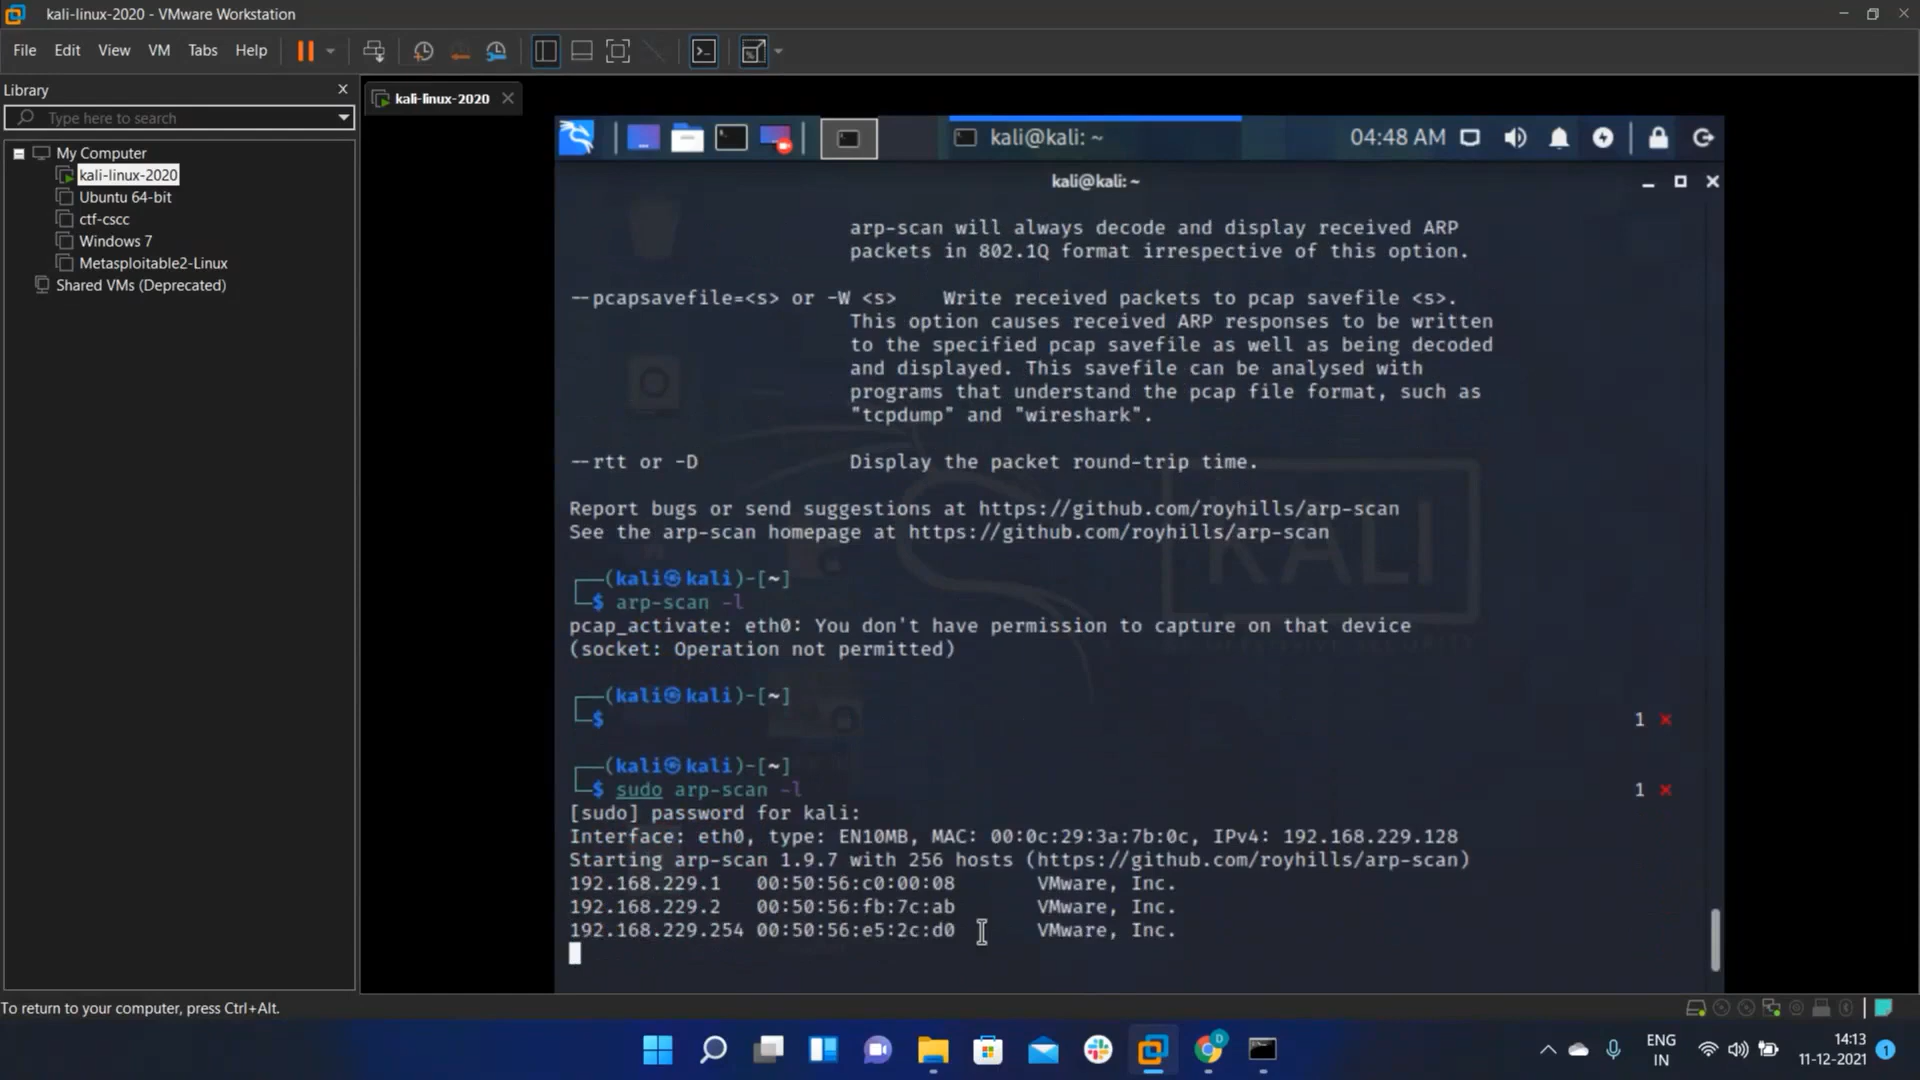 kali-linux-2020 - VMware Workstation
File Edit View VM Tabs Help
Library
Type here to search
My Computer
kali-linux-2020
Ubuntu 64-bit
ctf-cscc
Windows 7
Metasploitable2-Linux
Shared VMs (Deprecated)
kali-linux-2020
kali@kali: ~
04:48 AM
kali@kali: ~
arp-scan will always decode and display received ARP
packets in 802.1Q format irrespective of this option.
--pcapsavefile=<s> or -W <s> Write received packets to pcap savefile <s>.
This option causes received ARP responses to be written
to the specified pcap savefile as well as being decoded
and displayed. This savefile can be analysed with
programs that understand the pcap file format, such as
"tcpdump" and "wireshark".
--rtt or -D Display the packet round-trip time.
Report bugs or send suggestions at https://github.com/royhills/arp-scan
See the arp-scan homepage at https://github.com/royhills/arp-scan
KALI
┌──(kali㉿kali)-[~]
└─$ arp-scan -l
pcap_activate: eth0: You don't have permission to capture on that device
(socket: Operation not permitted)
┌──(kali㉿kali)-[~]
└─$ 1 ×
┌──(kali㉿kali)-[~]
└─$ sudo arp-scan -l 1 ×
[sudo] password for kali:
Interface: eth0, type: EN10MB, MAC: 00:0c:29:3a:7b:0c, IPv4: 192.168.229.128
Starting arp-scan 1.9.7 with 256 hosts (https://github.com/royhills/arp-scan)
192.168.229.1 00:50:56:c0:00:08 VMware, Inc.
192.168.229.2 00:50:56:fb:7c:ab VMware, Inc.
192.168.229.254 00:50:56:e5:2c:d0 VMware, Inc.
To return to your computer, press Ctrl+Alt.
D
ENG
IN
14:13
11-12-2021
1